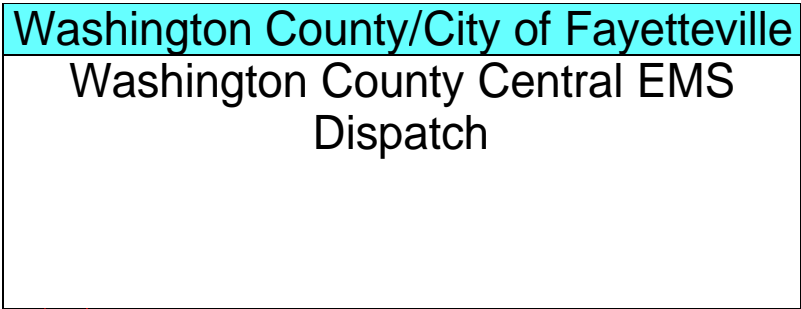 Washington County/City of Fayetteville
Washington County Central EMS
Dispatch